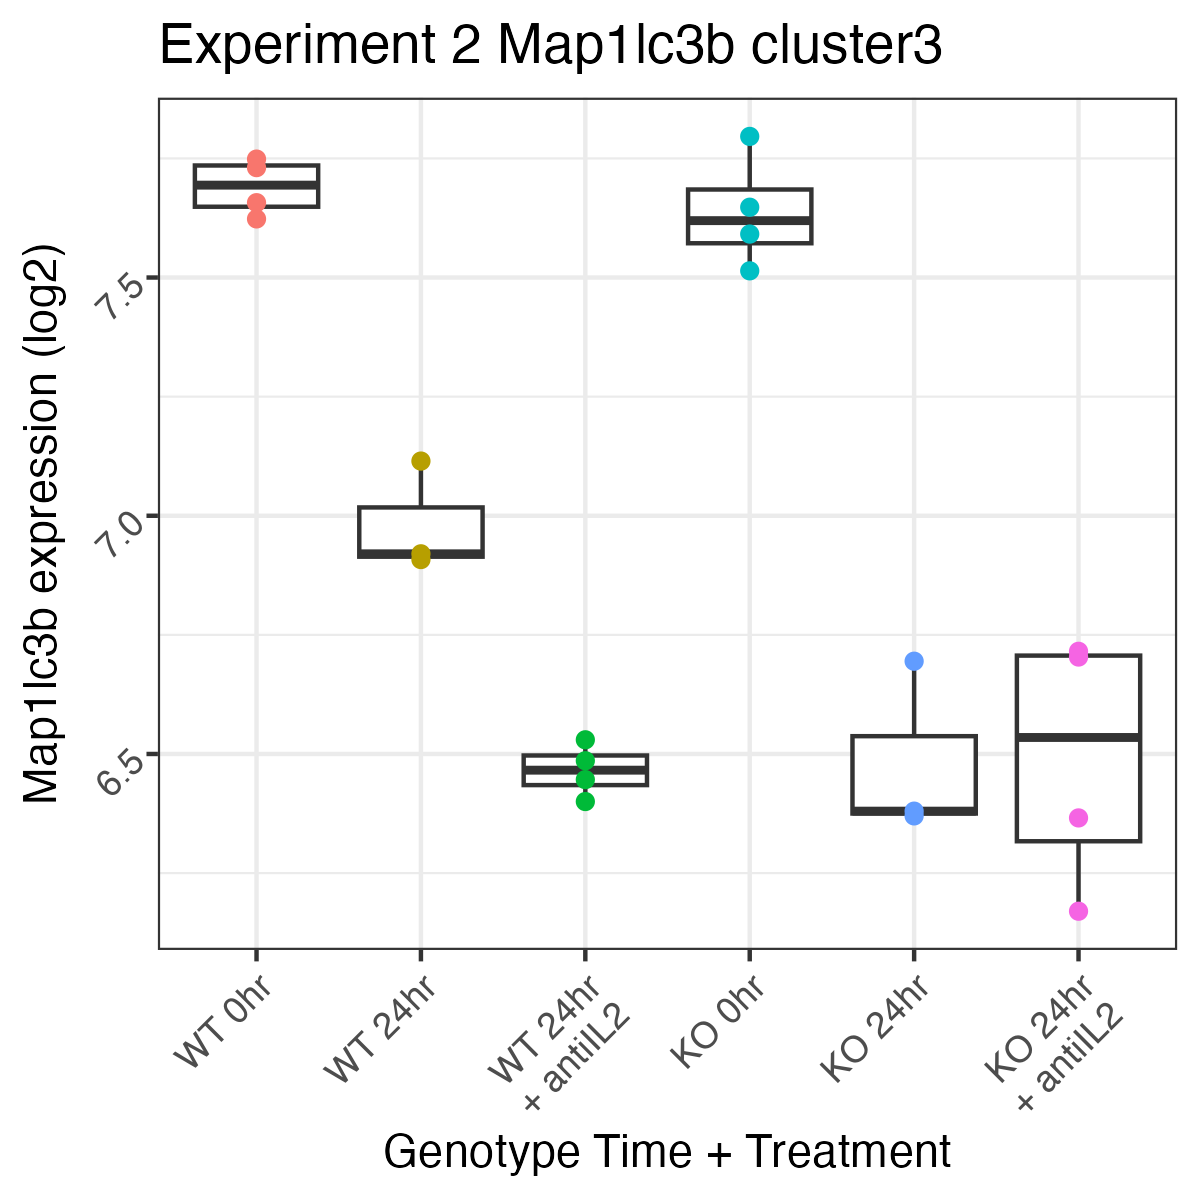 Experiment 2 Map1lc3b cluster3
Map1lc3b expression (log2)
7.5
7.0
6.5
WT 0hr
WT 24hr
WT 24hr
+ antiIL2
KO 0hr
KO 24hr
KO 24hr
+ antiIL2
Genotype Time + Treatment